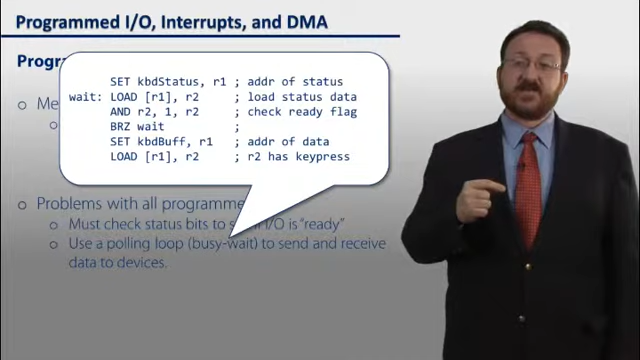 Programmed I/O, Interrupts, and DMA
Progr
SET kbdStatus, r1 ; addr of status
wait: LOAD [r1], r2 ; load status data
AND r2, 1, r2 ; check ready flag
BRZ wait ;
SET kbdBuff, r1 ; addr of data
LOAD [r1], r2 ; r2 has keypress
o Me
o
o Problems with all programme
o Must check status bits to s I/O is "ready"
o Use a polling loop (busy-wait) to send and receive
data to devices.